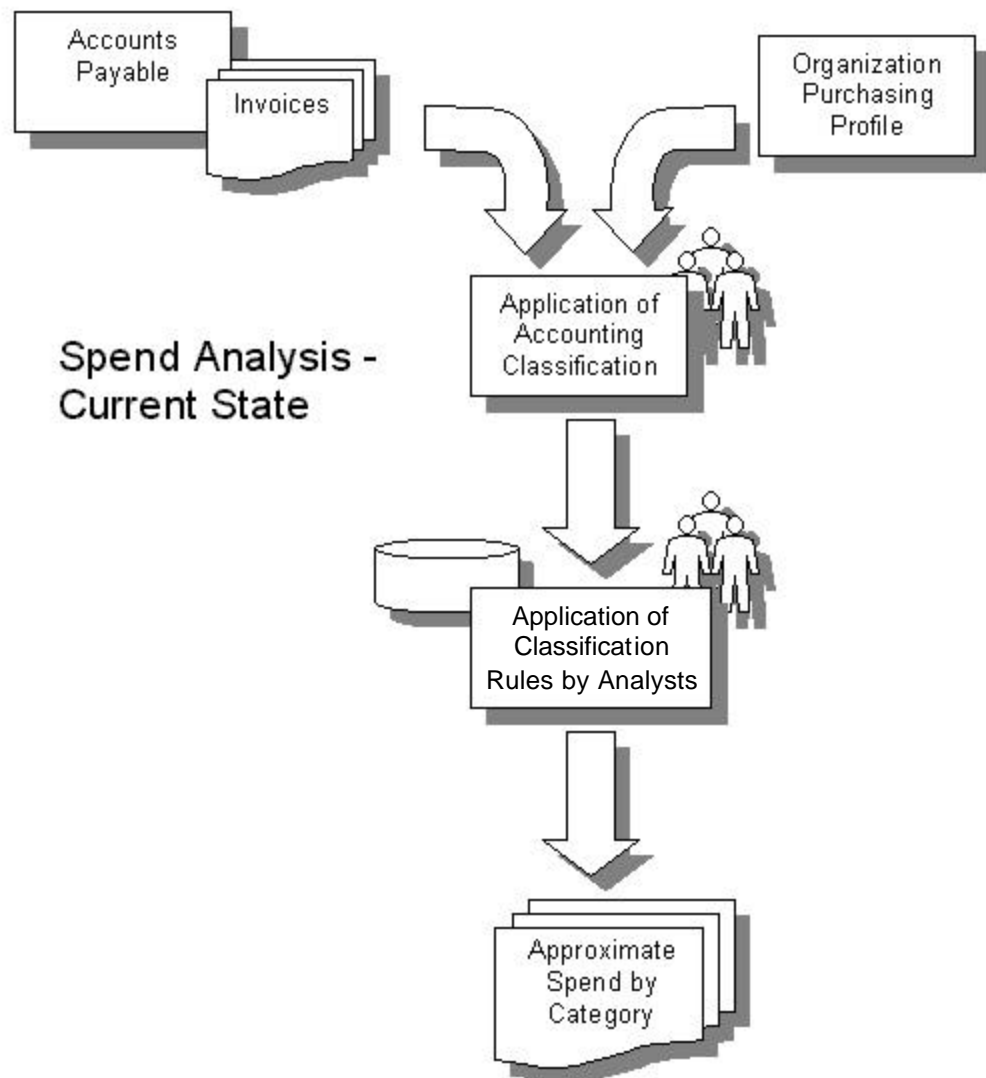 Accounts
Payable
Invoices
Organization
Purchasing
Profile
Application of
Accounting
Classification
Spend Analysis -
Current State
Application of
Classification
Rules by Analysts
Approximate
Spend by
Category